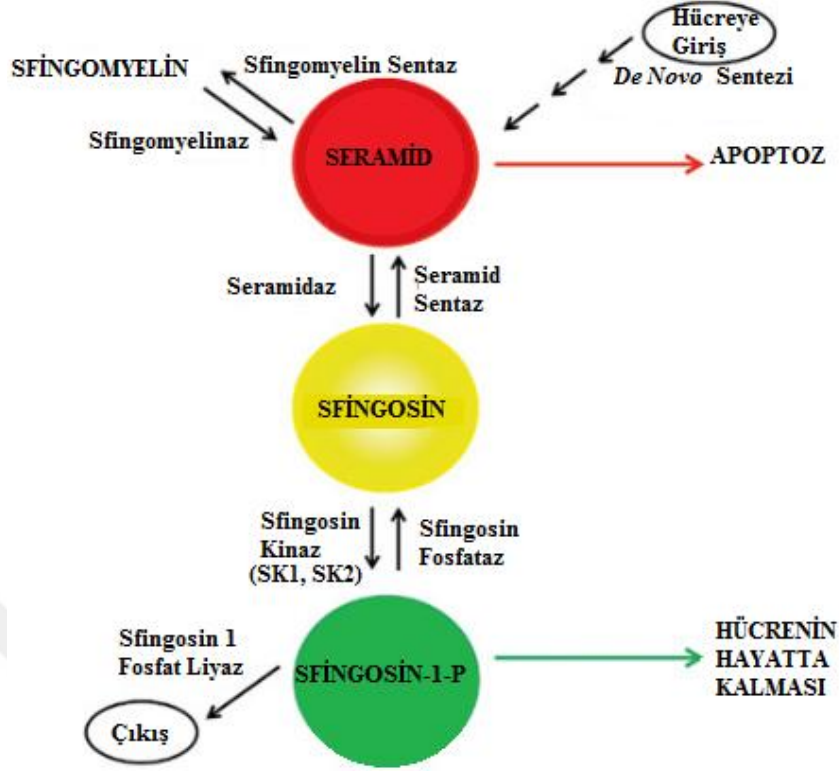 Hücreye
Giriş
SFİNGOMYELİN
Sfingomyelin Sentaz
De Novo Sentezi
Sfingomyelinaz
SERAMİD
APOPTOZ
Seramidaz
Seramid
Sentaz
SFİNGOSİN
Sfingosin
Kinaz
(SK1, SK2)
Sfingosin
Fosfataz
Sfingosin 1
Fosfat Liyaz
SFİNGOSİN-1-P
HÜCRENİN
HAYATTA
KALMASI
Çıkış